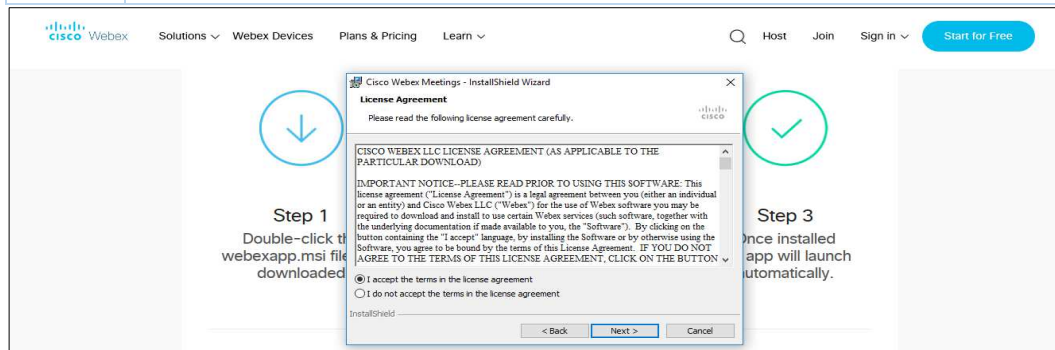 cisco Webex Solutions Webex Devices Plans & Pricing Learn Host Join Sign in Start for Free
Cisco Webex Meetings - InstallShield Wizard
License Agreement
Please read the following license agreement carefully.
cisco
CISCO WEBEX LLC LICENSE AGREEMENT (AS APPLICABLE TO THE
PARTICULAR DOWNLOAD)
IMPORTANT NOTICE--PLEASE READ PRIOR TO USING THIS SOFTWARE: This
license agreement ("License Agreement") is a legal agreement between you (either an individual
or an entity) and Cisco Webex LLC ("Webex") for the use of Webex software you may be
required to download and install to use certain Webex services (such software, together with
the underlying documentation if made available to you, the "Software"). By clicking on the
button containing the "I accept" language, by installing the Software or by otherwise using the
Software, you agree to be bound by the terms of this License Agreement. IF YOU DO NOT
AGREE TO THE TERMS OF THIS LICENSE AGREEMENT, CLICK ON THE BUTTON
I accept the terms in the license agreement
I do not accept the terms in the license agreement
InstallShield
< Back Next > Cancel
Step 1
Double-click
webexapp.msi file
downloaded
Step 3
Once installed
app will launch
automatically.